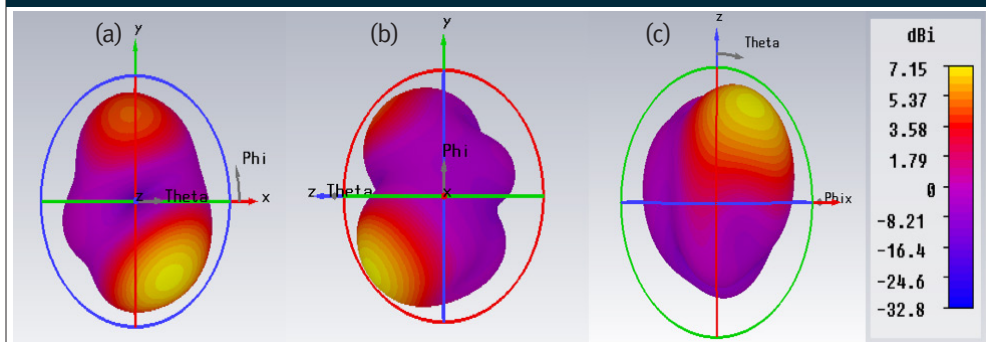 (a)
y
Phi
z
Theta
x
(b)
y
Phi
z Theta
x
(c)
z
Theta
Phix
dBi
7.15
5.37
3.58
1.79
0
-8.21
-16.4
-24.6
-32.8